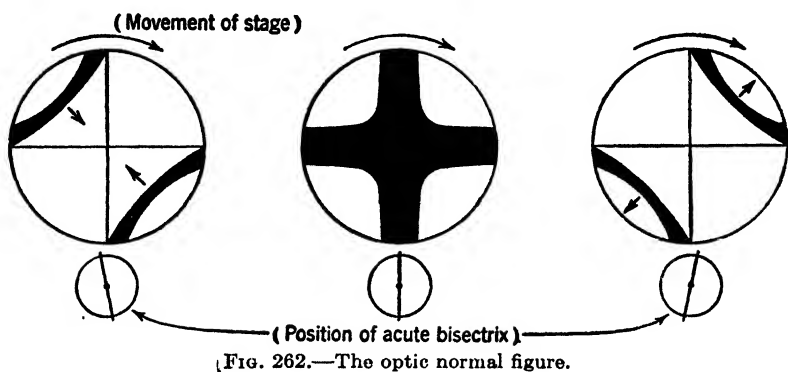 (Movement of stage)
(Position of acute bisectrix)
FIG. 262.—The optic normal figure.